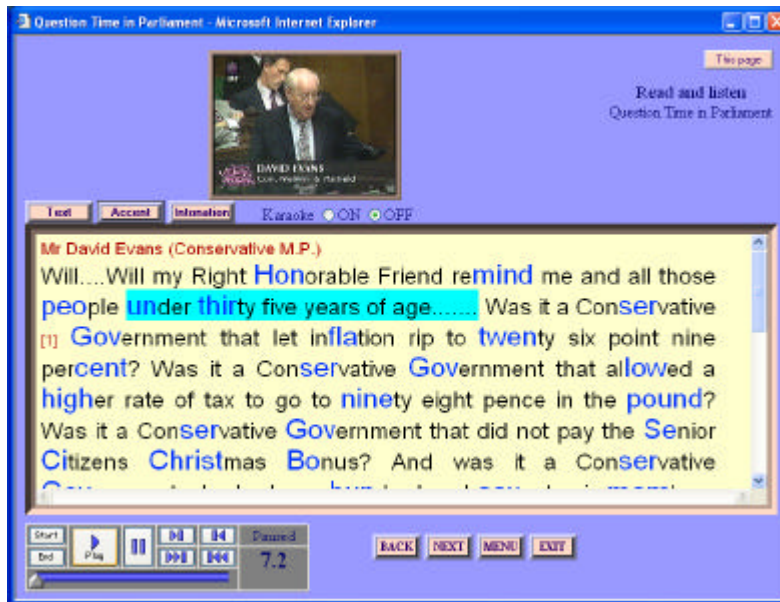 Question Time in Parliament - Microsoft Internet Explorer
This page
Read and listen
Question Time in Parliament
DAVID EVANS
Text Accent Intonation Karaoke ON OFF
Mr David Evans (Conservative M.P.)
Will....Will my Right Honorable Friend remind me and all those
people under thirty five years of age....... Was it a Conservative
[1] Government that let inflation rip to twenty six point nine
percent? Was it a Conservative Government that allowed a
higher rate of tax to go to ninety eight pence in the pound?
Was it a Conservative Government that did not pay the Senior
Citizens Christmas Bonus? And was it a Conservative
Start
End
Play
Paused
7.2
BACK NEXT MENU EXIT